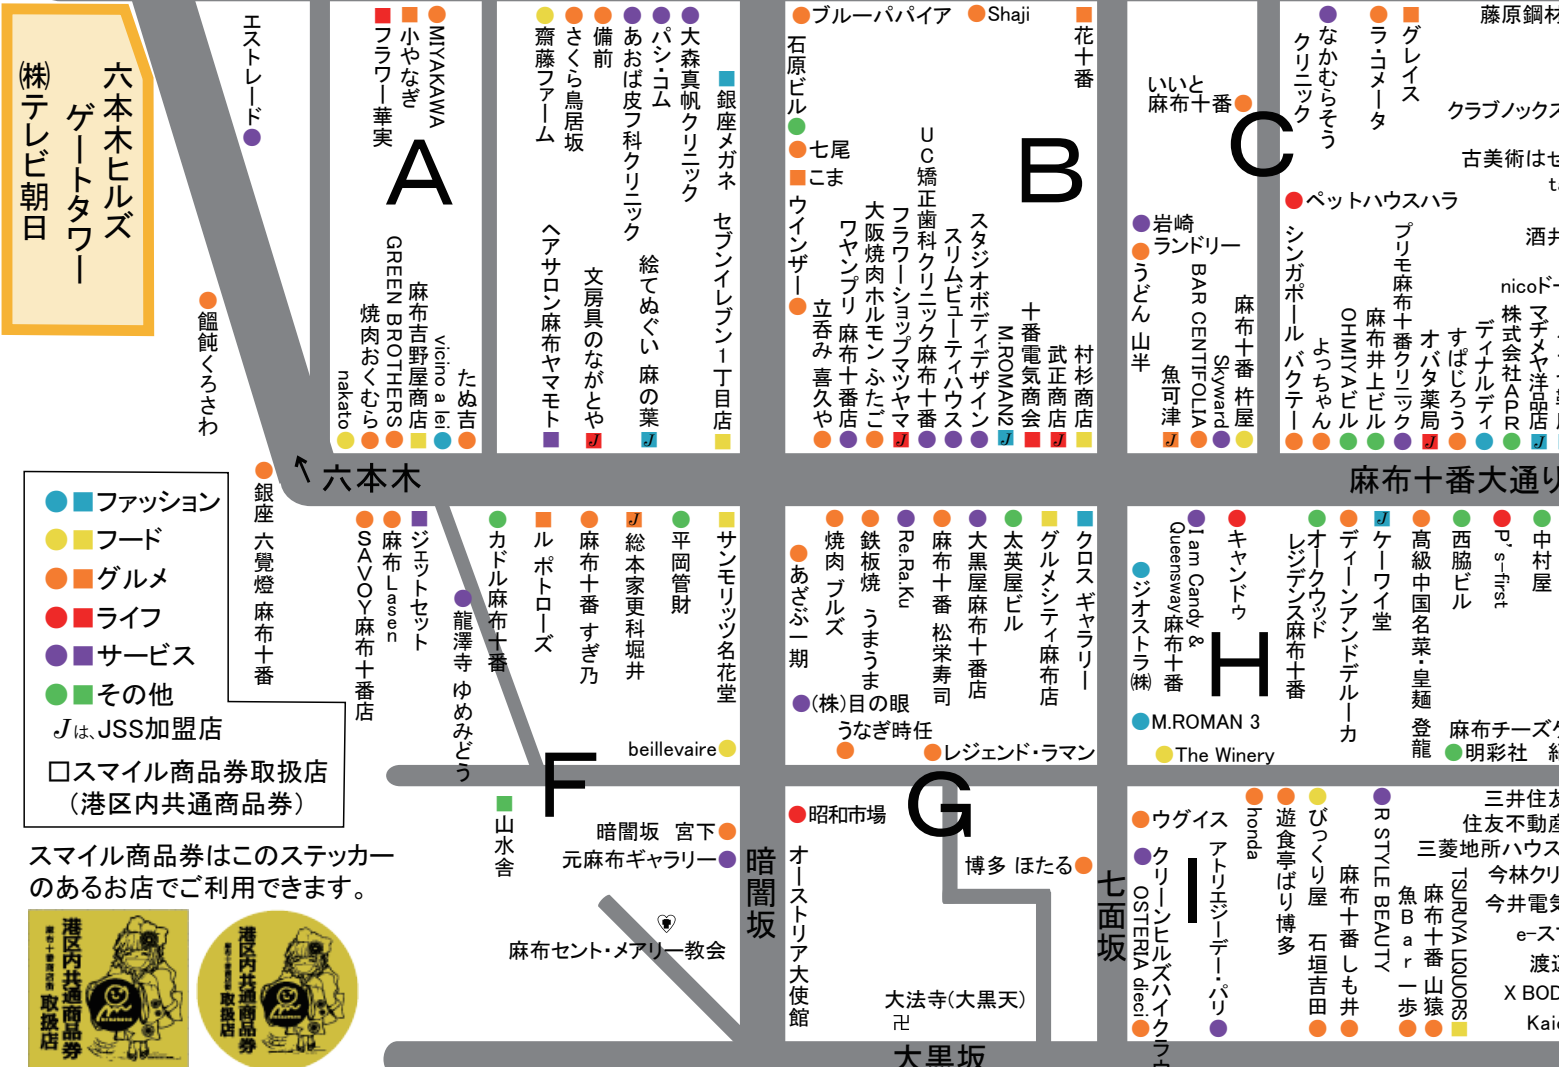 六本木ヒルズ
ゲートタワー
㈱テレビ朝日
エストレード
饂飩くろさわ
銀座 六覺燈 麻布十番
フラワー華実
小やなぎ
MIYAKAWA
A
nakato
焼肉おくむら
GREEN BROTHERS
麻布吉野屋商店
vicino a lei
たぬ吉
齋藤ファーム
さくら鳥居坂
備前
あおば皮フ科クリニック
パシ・コム
大森真帆クリニック
銀座メガネ
ヘアサロン麻布ヤマモト
文房具のながとや
絵てぬぐい 麻の葉
セブンイレブン1丁目店
ブルーパパイア
Shaji
花十番
石原ビル
七尾
こま
ウインザー
B
立呑み 喜久や
ワヤンプリ 麻布十番店
大阪焼肉ホルモン ふたご
フラワーショップマツヤマ
UC矯正歯科クリニック麻布十番
スリムビューティハウス
スタジオボディデザイン
M.ROMAN2
十番電気商会
武正商店
村杉商店
いいと
麻布十番
C
岩崎
ランドリー
うどん 山半
魚可津
BAR CENTIFOLIA
Skyward
麻布十番 杵屋
なかむらそう
クリニック
ラ・コメータ
グレイス
藤原鋼材
クラブノックス
古美術はせ
ペットハウスハラ
酒井
nicoドー
シンガポール バクテー
よっちゃん
OHMIYAビル
麻布井上ビル
プリモ麻布十番クリニック
オバタ薬局
すぱじろう
ディナルディ
株式会社APR
マヂメヤ洋品店
六本木
麻布十番大通り
ファッション
フード
グルメ
ライフ
サービス
その他
Jは、JSS加盟店
□スマイル商品券取扱店
（港区内共通商品券）
スマイル商品券はこのステッカー
のあるお店でご利用できます。
港区内共通商品券
取扱店
港区内共通商品券
取扱店
SAVOY麻布十番店
麻布 Lasen
ジェットセット
龍澤寺 ゆめみどう
カドル麻布十番
ル ポトローズ
麻布十番 すぎ乃
総本家更科堀井
平岡管財
サンモリッツ名花堂
beillevaire
F
山水舎
暗闇坂 宮下
元麻布ギャラリー
麻布セント・メアリー教会
暗闇坂
あざぶ一期
焼肉 ブルズ
鉄板焼 うまうま
Re.Ra.Ku
麻布十番 松栄寿司
大黒屋麻布十番店
太英屋ビル
グルメシティ麻布店
クロス ギャラリー
(株)目の眼
うなぎ時任
レジェンド・ラマン
G
昭和市場
オーストリア大使館
博多 ほたる
大法寺(大黒天)
卍
大黒坂
七面坂
ジオストラ㈱
I am Candy &
Queensway麻布十番
キャンドゥ
H
オークウッド
レジデンス麻布十番
ディーンアンドデルーカ
ケーワイ堂
高級中国名菜・皇麺 登龍
西脇ビル
P's-first
中村屋
M.ROMAN 3
The Winery
麻布チーズケ
明彩社
ウグイス
クリーンヒルズハイクラウ
OSTERIA dieci
I
アトリエジーデー・パリ
honda
遊食亭ばり博多
びっくり屋
石垣吉田
麻布十番 しも井
R STYLE BEAUTY
魚Bar 一歩
麻布十番 山猿
TSURUYA LIQUORS
三井住友
住友不動産
三菱地所ハウス
今林クリ
今井電気
e-スマ
渡辺
X BOD
Kaid